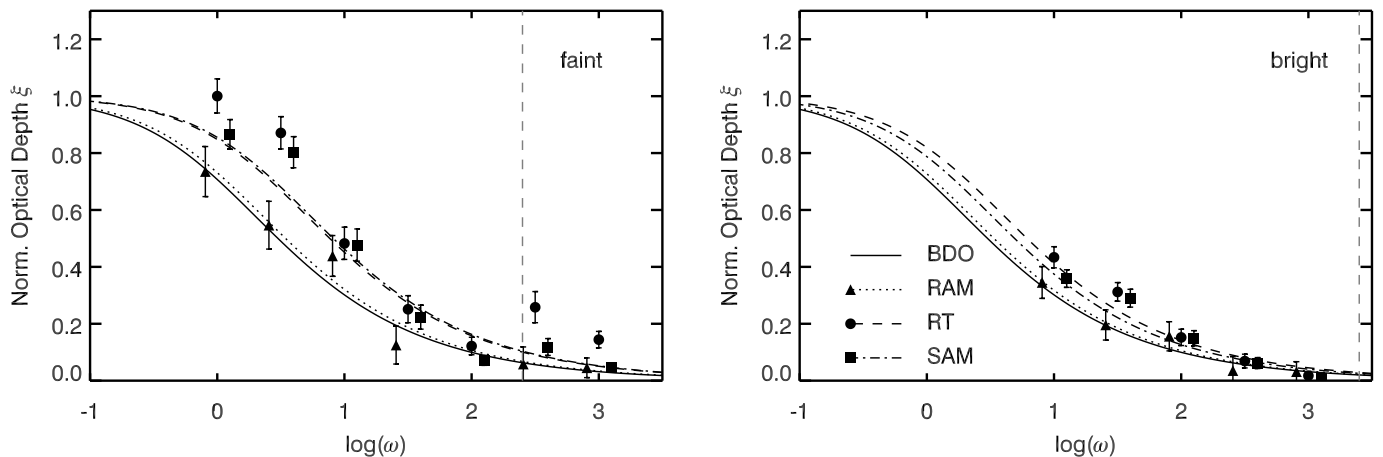 faint
Norm. Optical Depth ξ
1.2
1.0
0.8
0.6
0.4
0.2
0.0
-1 0 1 2 3
log(ω)
bright
Norm. Optical Depth ξ
1.2
1.0
0.8
0.6
0.4
0.2
0.0
BDO
RAM
RT
SAM
-1 0 1 2 3
log(ω)